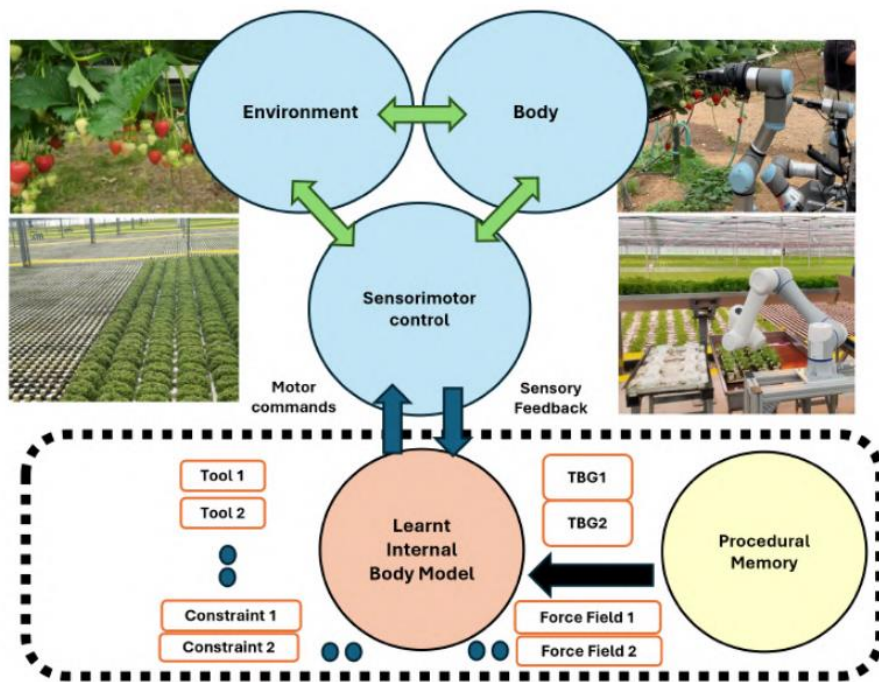 Environment
Body
Sensorimotor
control
Motor
commands
Sensory
Feedback
Tool 1
Tool 2
Constraint 1
Constraint 2
Learnt
Internal
Body Model
TBG1
TBG2
Force Field 1
Force Field 2
Procedural
Memory